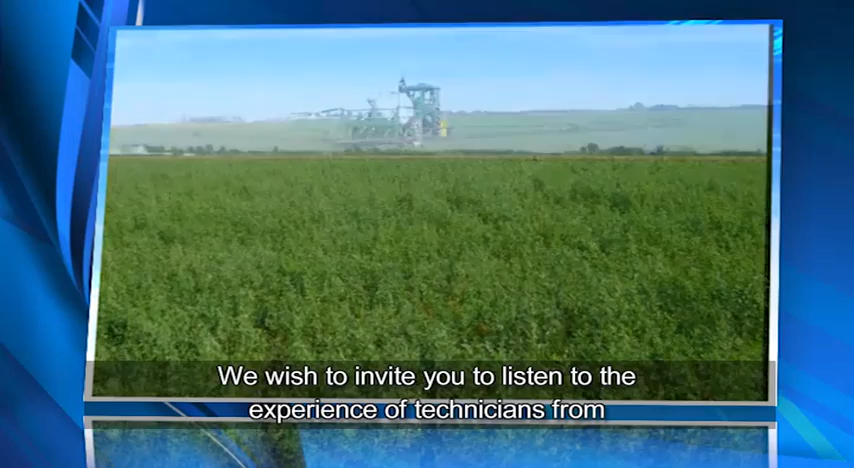 We wish to invite you to listen to the
experience of technicians from